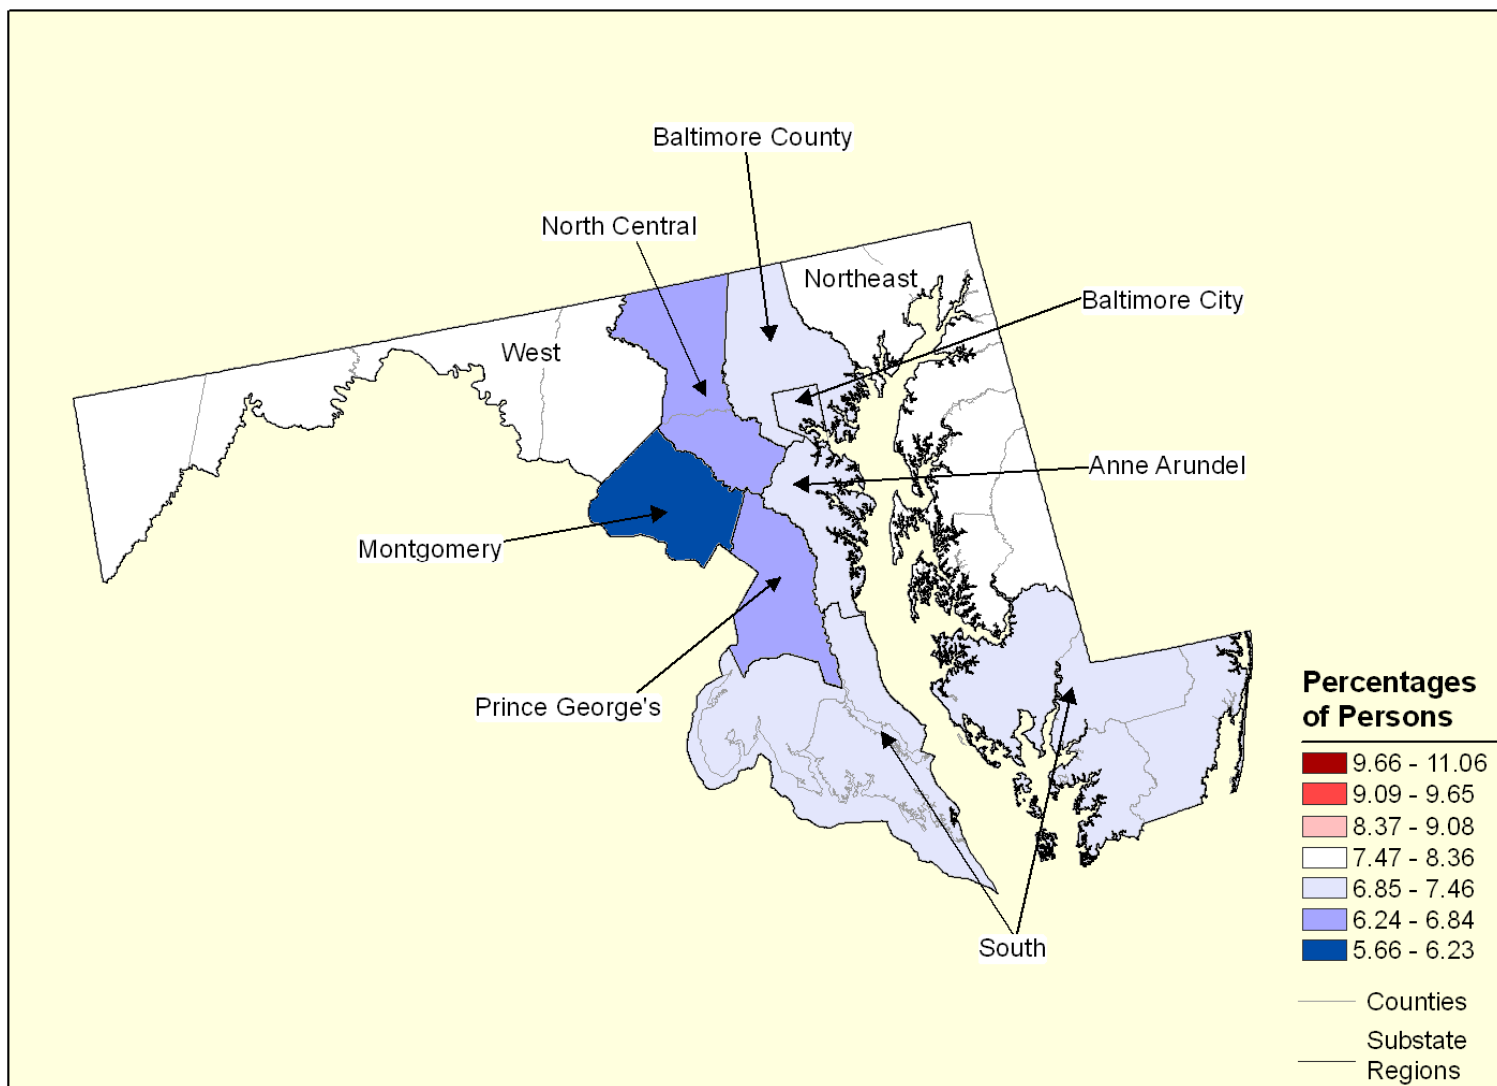 Baltimore County
North Central
Northeast
Baltimore City
West
Anne Arundel
Montgomery
Prince George's
South
Percentages
of Persons
9.66 - 11.06
9.09 - 9.65
8.37 - 9.08
7.47 - 8.36
6.85 - 7.46
6.24 - 6.84
5.66 - 6.23
Counties
Substate
Regions